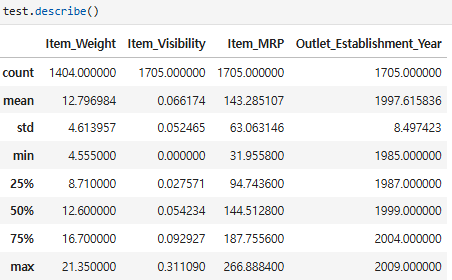 test.describe()
Item_Weight Item_Visibility Item_MRP Outlet_Establishment_Year
count 1404.000000 1705.000000 1705.000000 1705.000000
mean 12.796984 0.066174 143.285107 1997.615836
std 4.613957 0.052465 63.063146 8.497423
min 4.555000 0.000000 31.955800 1985.000000
25% 8.710000 0.027571 94.743600 1987.000000
50% 12.600000 0.054234 144.512800 1999.000000
75% 16.700000 0.092927 187.755600 2004.000000
max 21.350000 0.311090 266.888400 2009.000000